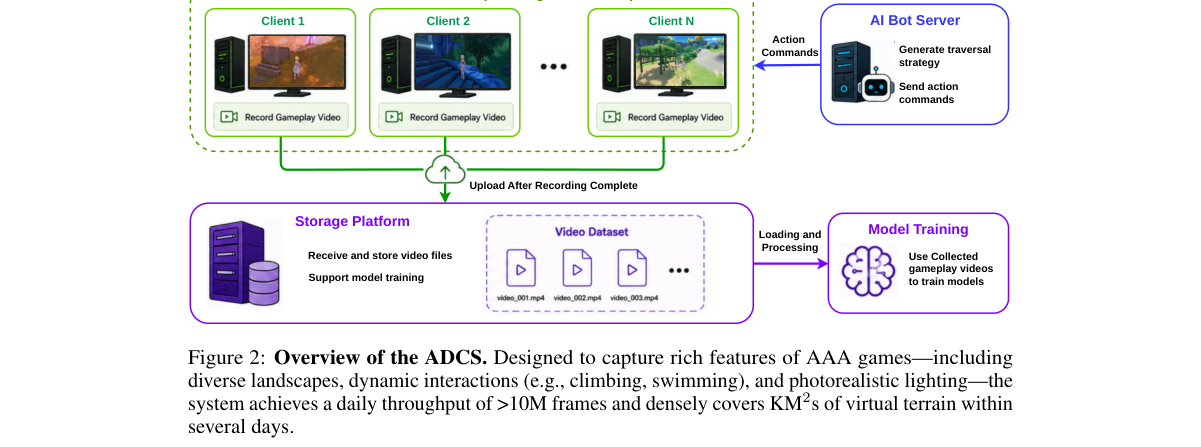 Client 1
Client 2
Client N
Record Gameplay Video
Record Gameplay Video
Record Gameplay Video
Action
Commands
AI Bot Server
Generate traversal
strategy
Send action
commands
Upload After Recording Complete
Storage Platform
Receive and store video files
Support model training
Video Dataset
video_001.mp4
video_002.mp4
video_003.mp4
Loading and
Processing
Model Training
Use Collected
gameplay videos
to train models
Figure 2: Overview of the ADCS. Designed to capture rich features of AAA games—including
diverse landscapes, dynamic interactions (e.g., climbing, swimming), and photorealistic lighting—the
system achieves a daily throughput of >10M frames and densely covers KM²s of virtual terrain within
several days.